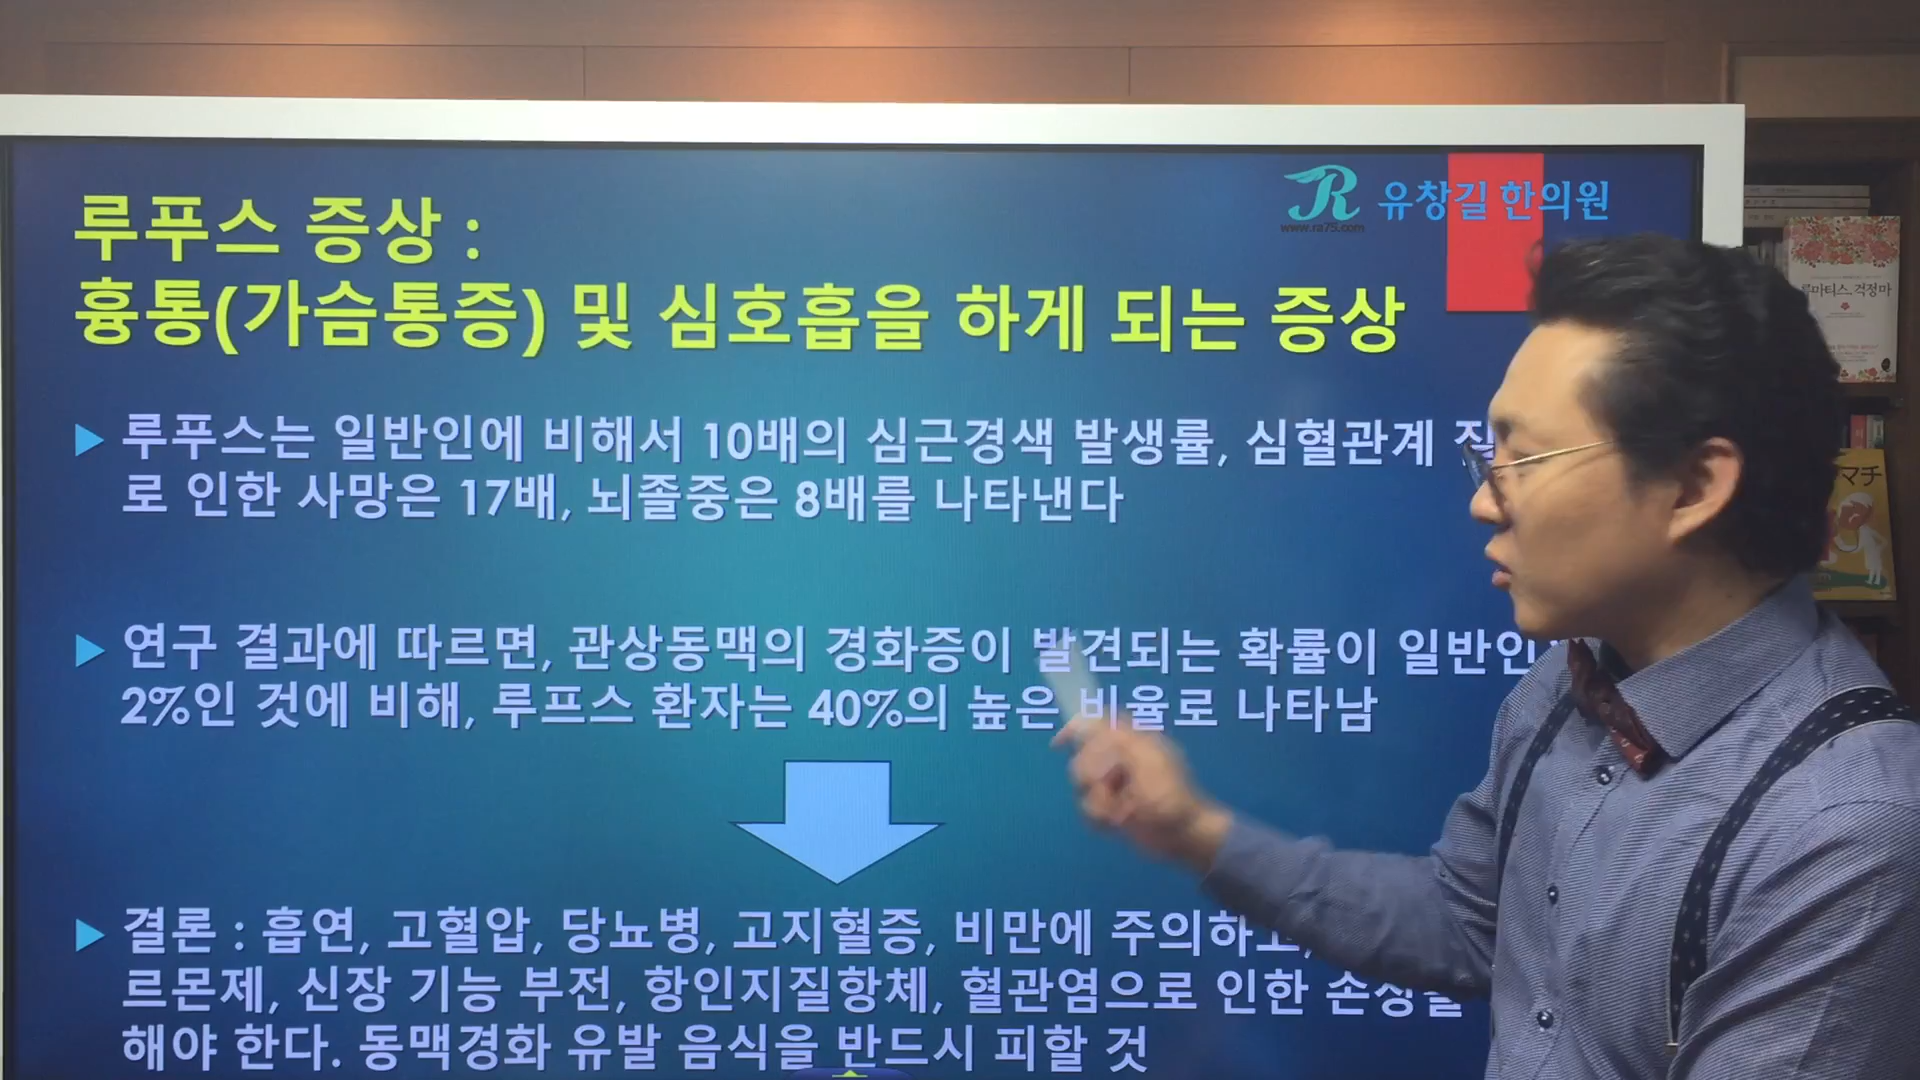 유창길 한의원
www.ra75.com
루푸스 증상 :
흉통(가슴통증) 및 심호흡을 하게 되는 증상
루푸스는 일반인에 비해서 10배의 심근경색 발생률, 심혈관계
로 인한 사망은 17배, 뇌졸중은 8배를 나타낸다
연구 결과에 따르면, 관상동맥의 경화증이 발견되는 확률이 일반인
2%인 것에 비해, 루프스 환자는 40%의 높은 비율로 나타남
결론 : 흡연, 고혈압, 당뇨병, 고지혈증, 비만에 주의하고,
르몬제, 신장 기능 부전, 항인지질항체, 혈관염으로 인한 손상을
해야 한다. 동맥경화 유발 음식을 반드시 피할 것
루마티스, 걱정마
マチ